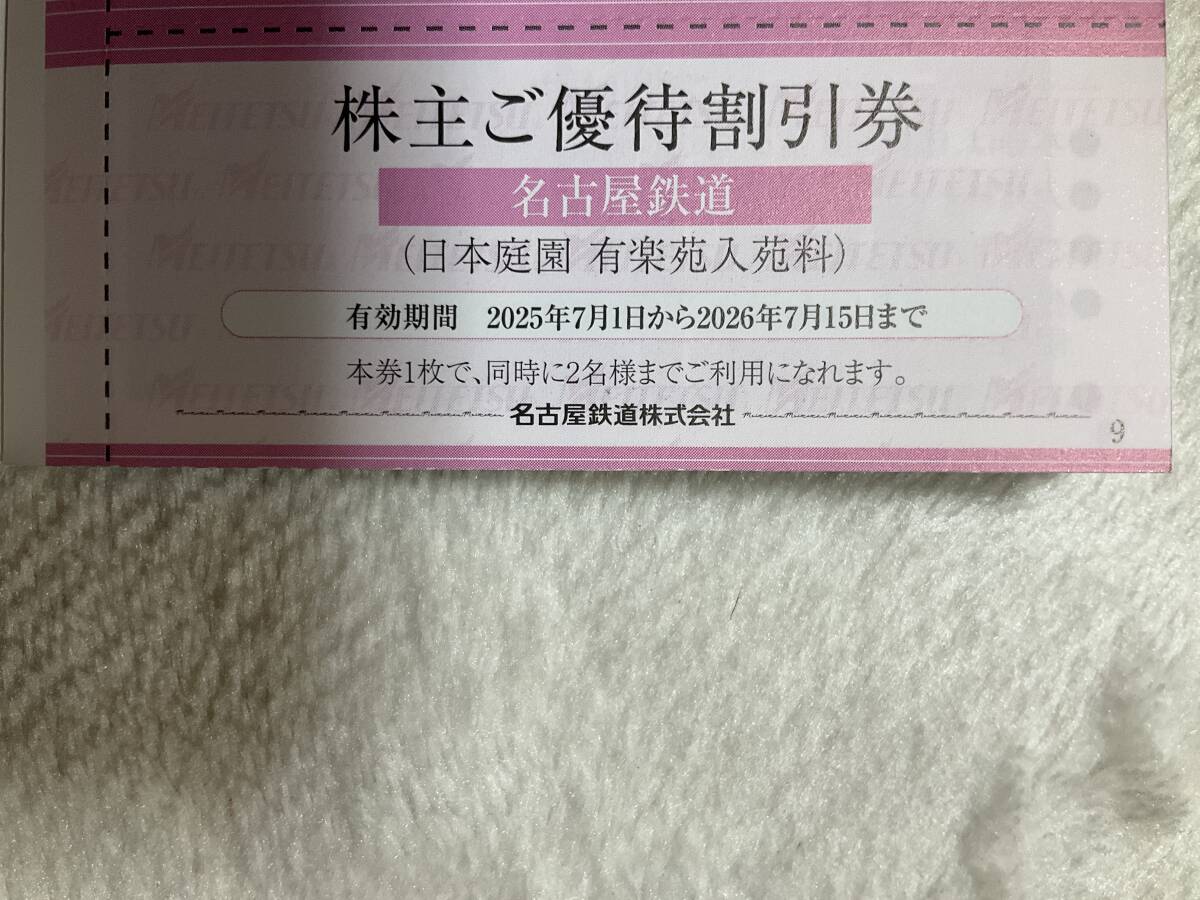 株主ご優待割引券
名古屋鉄道
（日本庭園 有楽苑入苑料）
有効期間 2025年7月1日から2026年7月15日まで
本券1枚で、同時に2名様までご利用になれます。
名古屋鉄道株式会社
9
MEITETSU